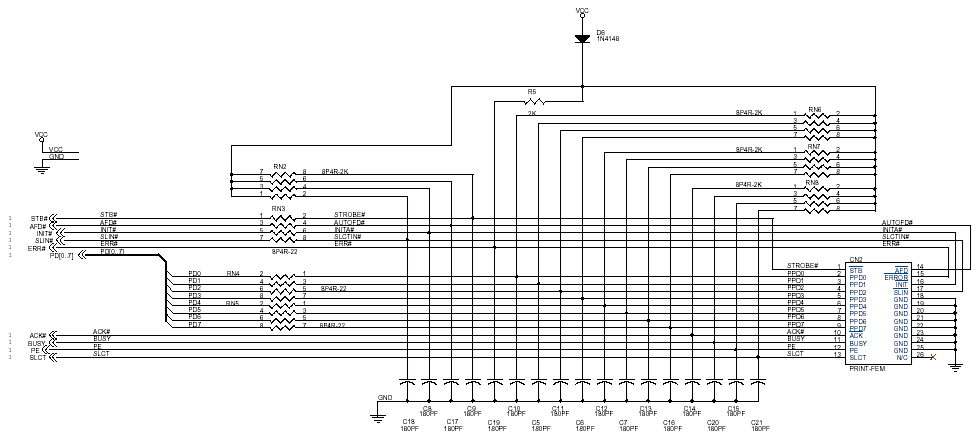 VCC
D6
1N4148
R5
2K
8P4R-2K
1 RN6 2
3 4
5 6
7 8
VCC
VCC
GND
8P4R-2K
1 RN7 2
3 4
5 6
7 8
RN2
7 8 8P4R-2K
5 6
3 4
1 2
8P4R-2K
1 RN8 2
3 4
5 6
7 8
RN3
1 STB# STB# 1 2 STROBE#
1 AFD# AFD# 3 4 AUTOFD# AUTOFD#
1 INIT# INIT# 5 6 INITA# INITA#
1 SLIN# SLIN# 7 8 SLCTIN# SLCTIN#
1 ERR# ERR# ERR# ERR#
1 PD[0..7] PD[0..7] 8P4R-22
CN2
STROBE# 1 STB AFD 14
PD0 RN4 2 1 PPD0 2 PPD0 ERROR 15
PD1 4 3 PPD1 3 PPD1 INIT 16
PD2 6 5 8P4R-22 PPD2 4 PPD2 SLIN 17
PD3 8 7 PPD3 5 PPD3 GND 18
PD4 RN5 2 1 PPD4 6 PPD4 GND 19
PD5 4 3 PPD5 7 PPD5 GND 20
PD6 6 5 PPD6 8 PPD6 GND 21
PD7 8 7 8P4R-22 PPD7 9 PPD7 GND 22
1 ACK# ACK# ACK# 10 ACK GND 23
1 BUSY BUSY BUSY 11 BUSY GND 24
1 PE PE PE 12 PE GND 25
1 SLCT SLCT SLCT 13 SLCT N/C 26
PRINT-FEM
GND
C18 180PF
C8 180PF
C17 180PF
C9 180PF
C19 180PF
C10 180PF
C5 180PF
C11 180PF
C6 180PF
C12 180PF
C7 180PF
C13 180PF
C16 180PF
C14 180PF
C20 180PF
C15 180PF
C21 180PF